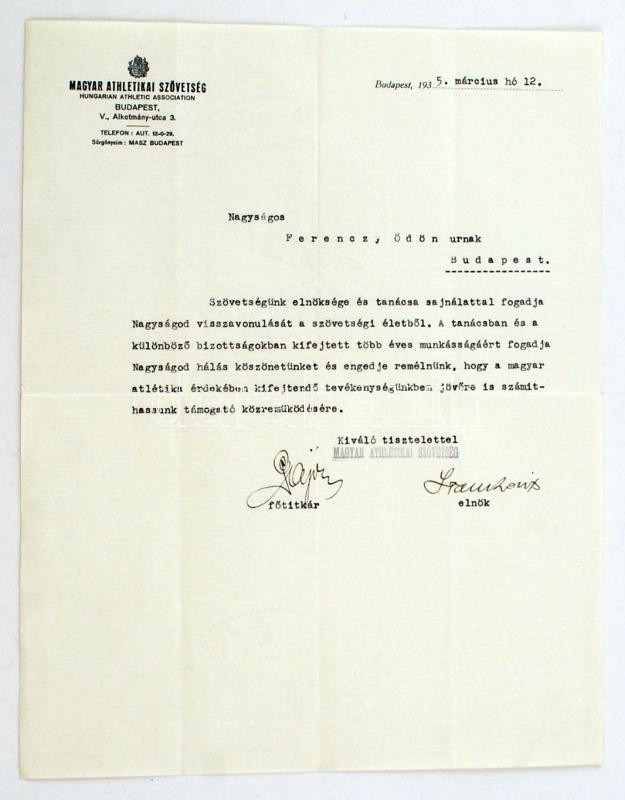 MAGYAR ATHLETIKAI SZÖVETSÉG
HUNGARIAN ATHLETIC ASSOCIATION
BUDAPEST,
V., Alkotmány-utca 3.
TELEFON: AUT. 12-0-29.
Sürgönycím: MASZ BUDAPEST
Budapest, 1935. március hó 12.
Nagyságos
Ferenczy Ödön urnak
Budapest.
Szövetségünk elnöksége és tanácsa sajnálattal fogadja
Nagyságod visszavonulását a szövetségi életből. A tanácsban és a
különböző bizottságokban kifejtett több éves munkásságáért fogadja
Nagyságod hálás köszönetünket és engedje remélnünk, hogy a magyar
atlétika érdekében kifejtendő tevékenységünkben jövőre is számit-
hassunk támogató közreműködésére.
Kiváló tisztelettel
MAGYAR ATHLETIKAI SZÖVETSÉG
főtitkár
elnök